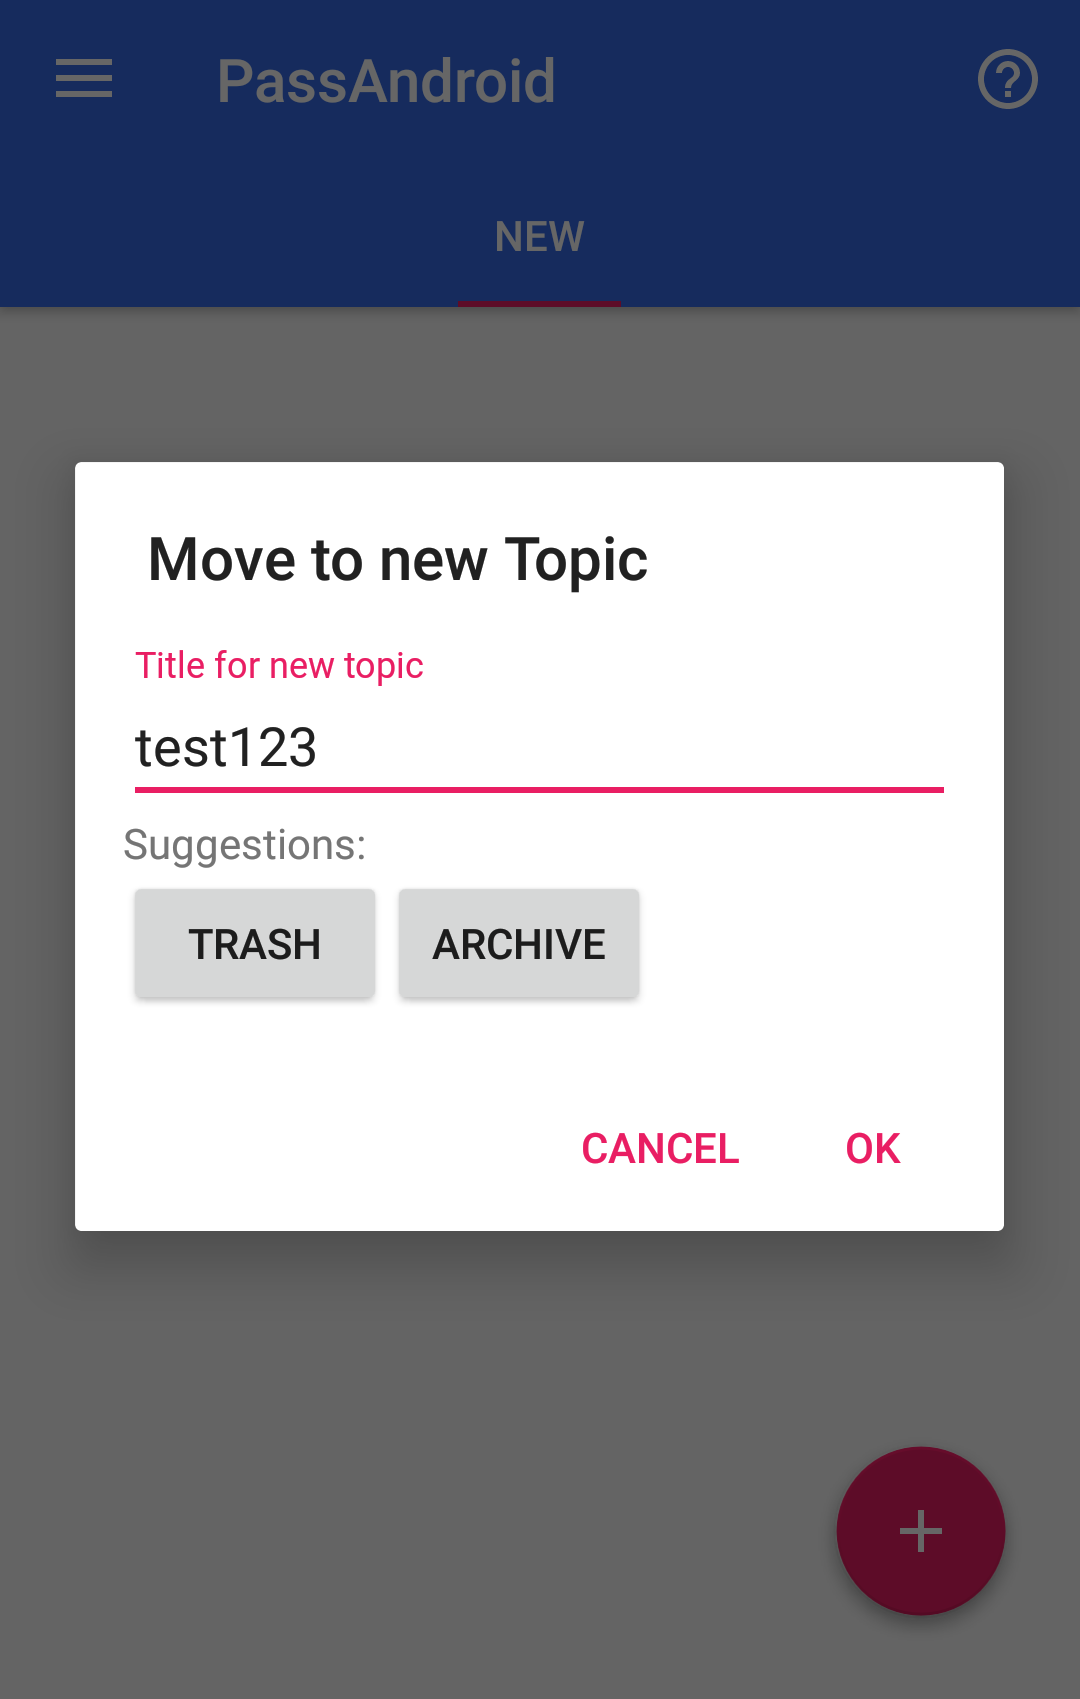 PassAndroid
NEW
Move to new Topic
Title for new topic
test123
Suggestions:
TRASH ARCHIVE
CANCEL OK